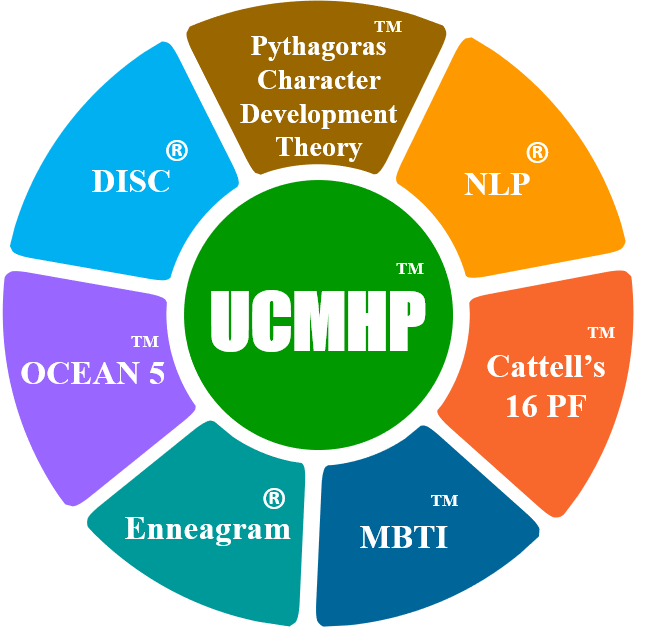 Pythagoras™
Character
Development
Theory
NLP®
Cattell's™
16 PF
MBTI™
Enneagram®
OCEAN 5™
DISC®
UCMHP™